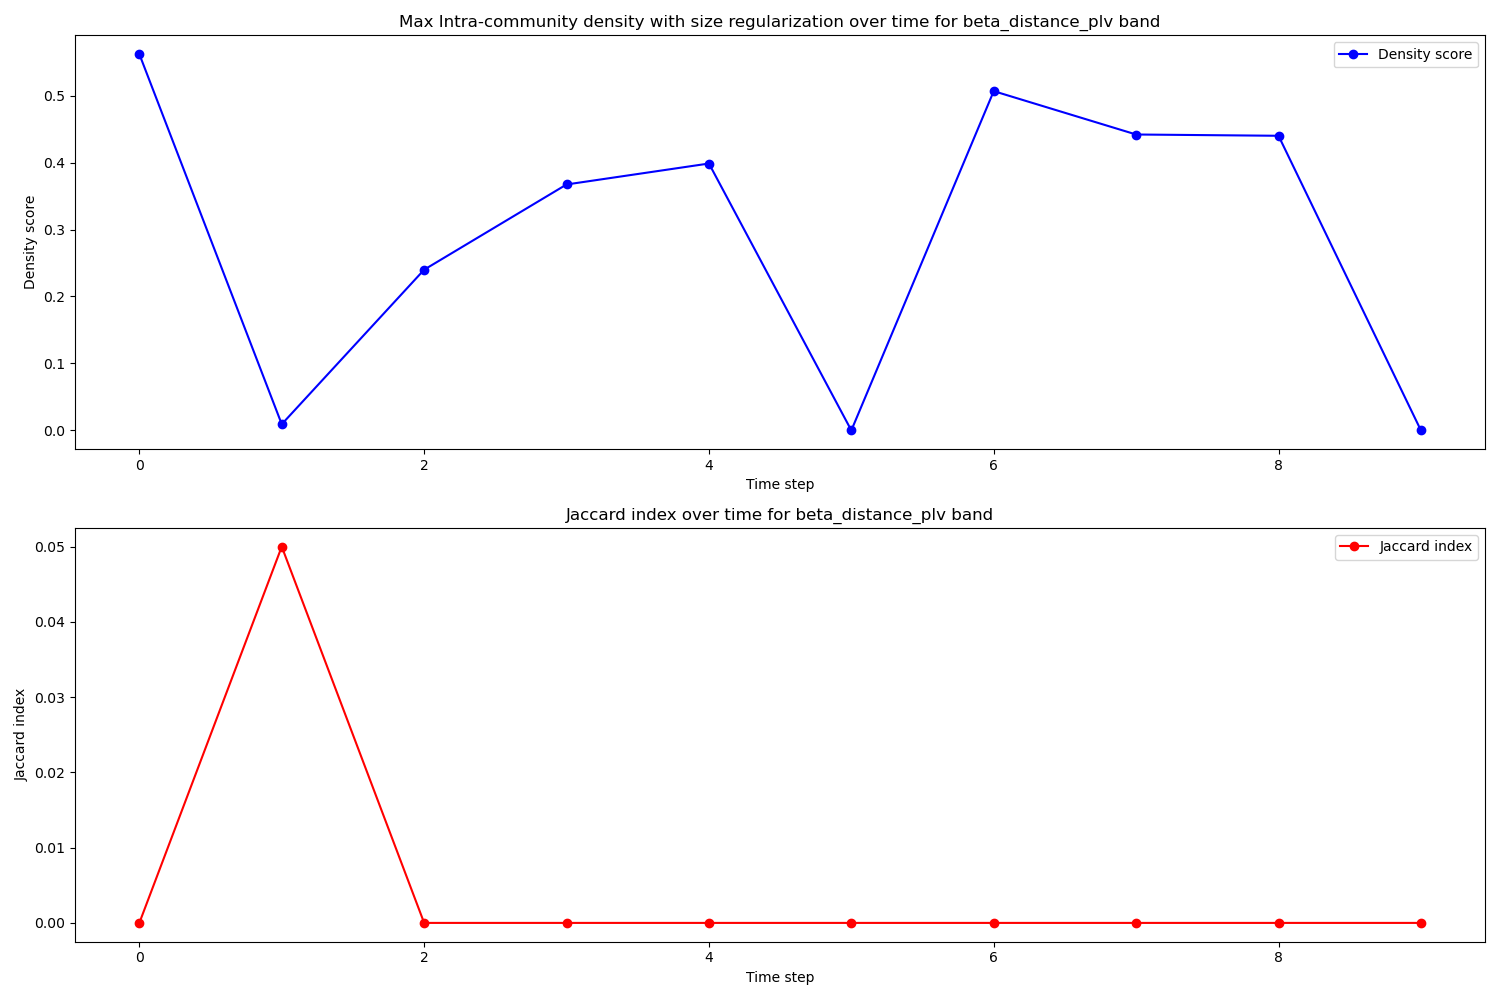 Max Intra-community density with size regularization over time for beta_distance_plv band
Density score
0.5
0.4
0.3
0.2
0.1
0.0
Density score
0 2 4 6 8
Time step
Jaccard index over time for beta_distance_plv band
Jaccard index
0.05
0.04
0.03
0.02
0.01
0.00
Jaccard index
0 2 4 6 8
Time step